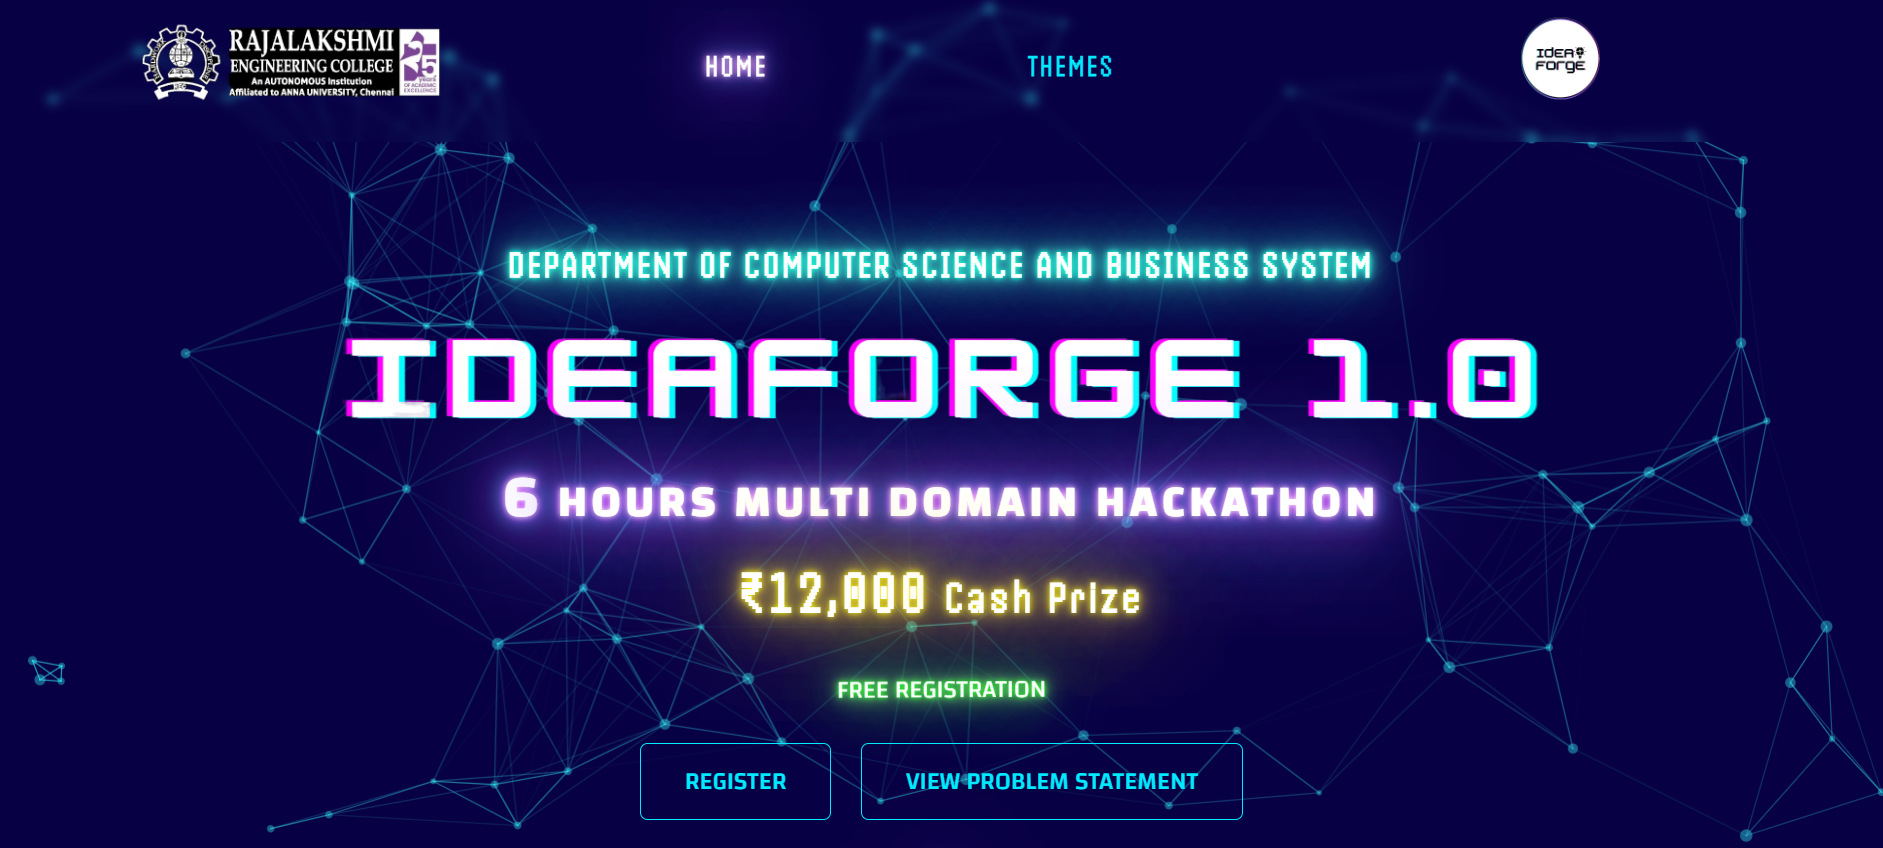 RAJALAKSHMI
ENGINEERING COLLEGE
An AUTONOMOUS Institution
Affiliated to ANNA UNIVERSITY, Chennai
25
years
OF ACADEMIC
EXCELLENCE
HOME
THEMES
IDEA
Forge
DEPARTMENT OF COMPUTER SCIENCE AND BUSINESS SYSTEM
IDEAFORGE 1.0
6 HOURS MULTI DOMAIN HACKATHON
₹12,000 Cash Prize
FREE REGISTRATION
REGISTER
VIEW PROBLEM STATEMENT